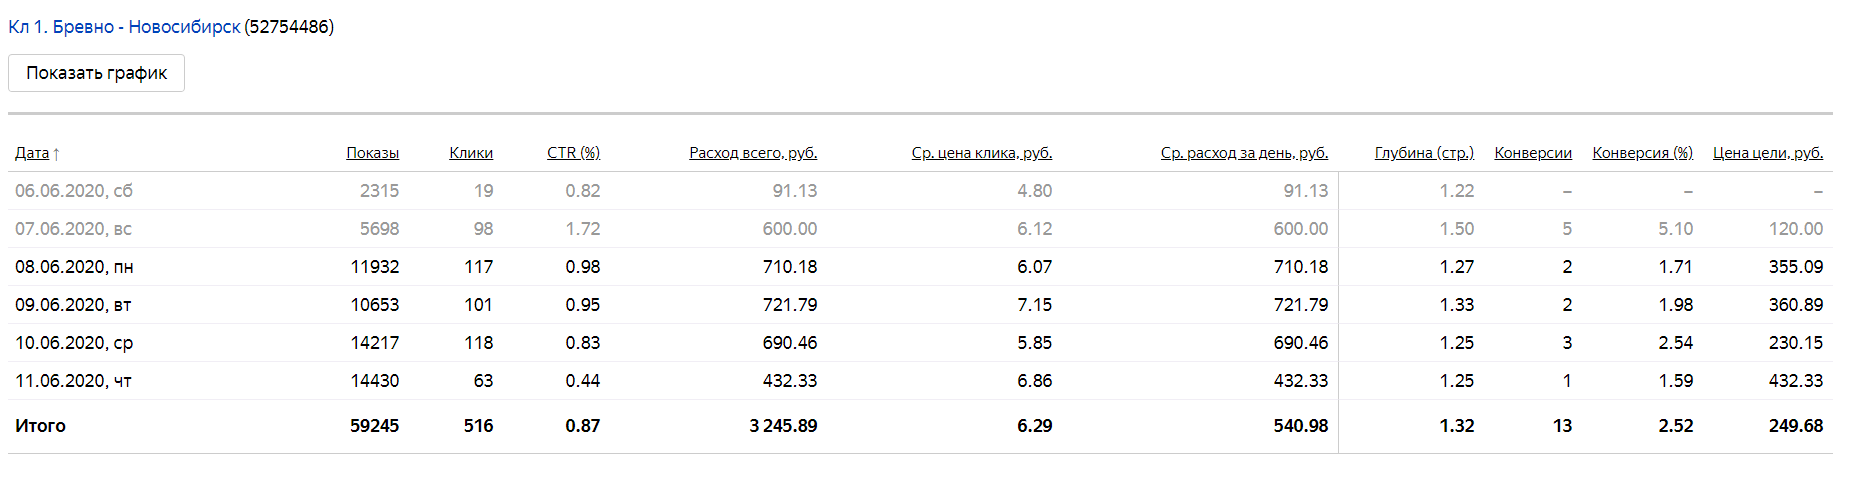 Кл 1. Бревно - Новосибирск (52754486)
Показать график
Дата ↑ Показы Клики CTR (%) Расход всего, руб. Ср. цена клика, руб. Ср. расход за день, руб. Глубина (стр.) Конверсии Конверсия (%) Цена цели, руб.
06.06.2020, сб 2315 19 0.82 91.13 4.80 91.13 1.22 – – –
07.06.2020, вс 5698 98 1.72 600.00 6.12 600.00 1.50 5 5.10 120.00
08.06.2020, пн 11932 117 0.98 710.18 6.07 710.18 1.27 2 1.71 355.09
09.06.2020, вт 10653 101 0.95 721.79 7.15 721.79 1.33 2 1.98 360.89
10.06.2020, ср 14217 118 0.83 690.46 5.85 690.46 1.25 3 2.54 230.15
11.06.2020, чт 14430 63 0.44 432.33 6.86 432.33 1.25 1 1.59 432.33
Итого 59245 516 0.87 3 245.89 6.29 540.98 1.32 13 2.52 249.68